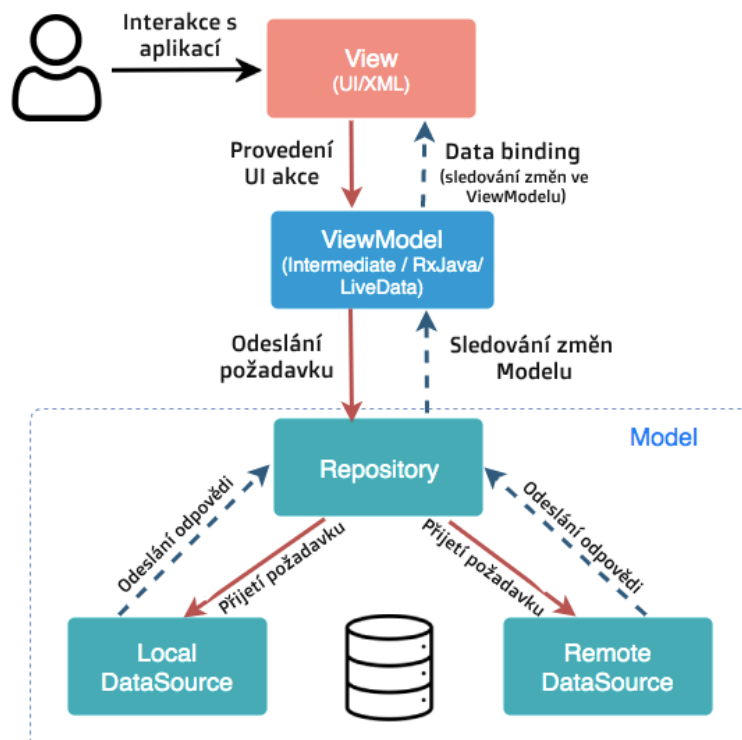 Interakce s
aplikací
View
(UI/XML)
Provedení
UI akce
Data binding
(sledování změn ve
ViewModelu)
ViewModel
(Intermediate / RxJava/
LiveData)
Odeslání
požadavku
Sledování změn
Modelu
Model
Repository
Odeslání odpovědi
Přijetí požadavku
Přijetí požadavku
Odeslání odpovědi
Local
DataSource
Remote
DataSource